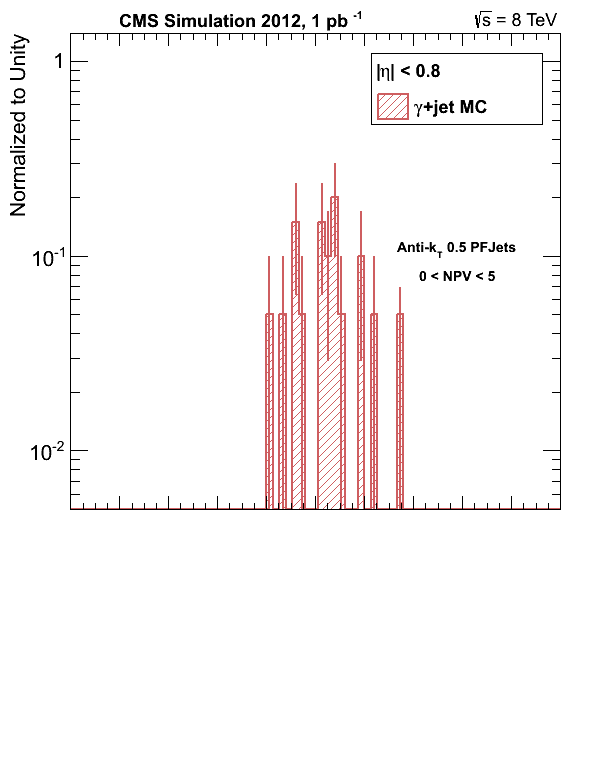 CMS Simulation 2012, 1 pb⁻¹ √s = 8 TeV
Normalized to Unity
1
|η| < 0.8
γ+jet MC
Anti-k_T 0.5 PFJets
10⁻¹
0 < NPV < 5
10⁻²